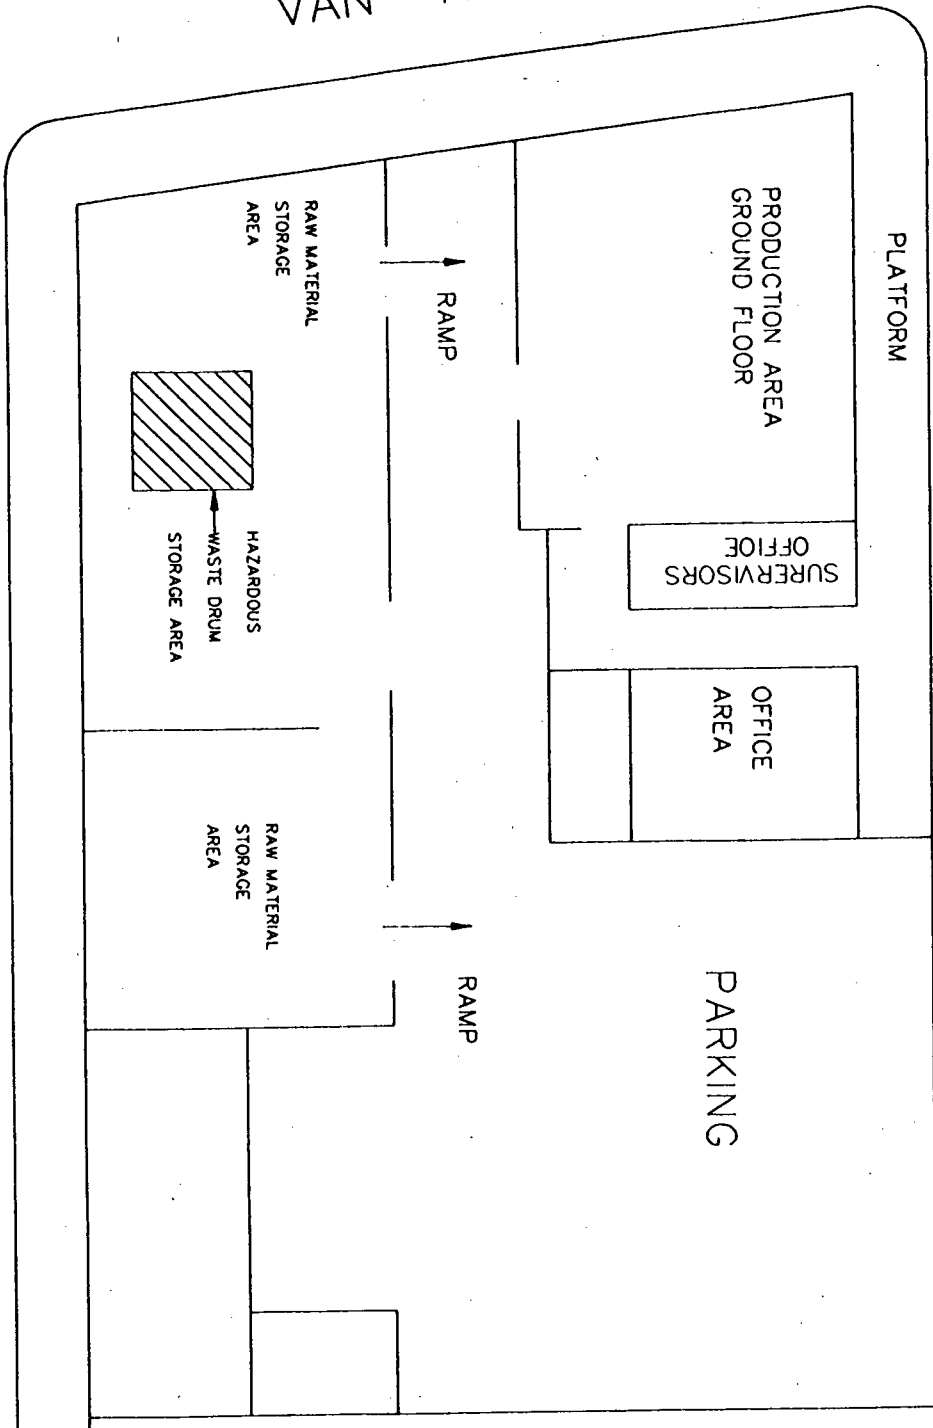 VAN
PLATFORM
PRODUCTION AREA
GROUND FLOOR
RAMP
RAW MATERIAL
STORAGE
AREA
SURERVISORS
OFFICE
HAZARDOUS
WASTE DRUM
STORAGE AREA
OFFICE
AREA
RAW MATERIAL
STORAGE
AREA
RAMP
PARKING